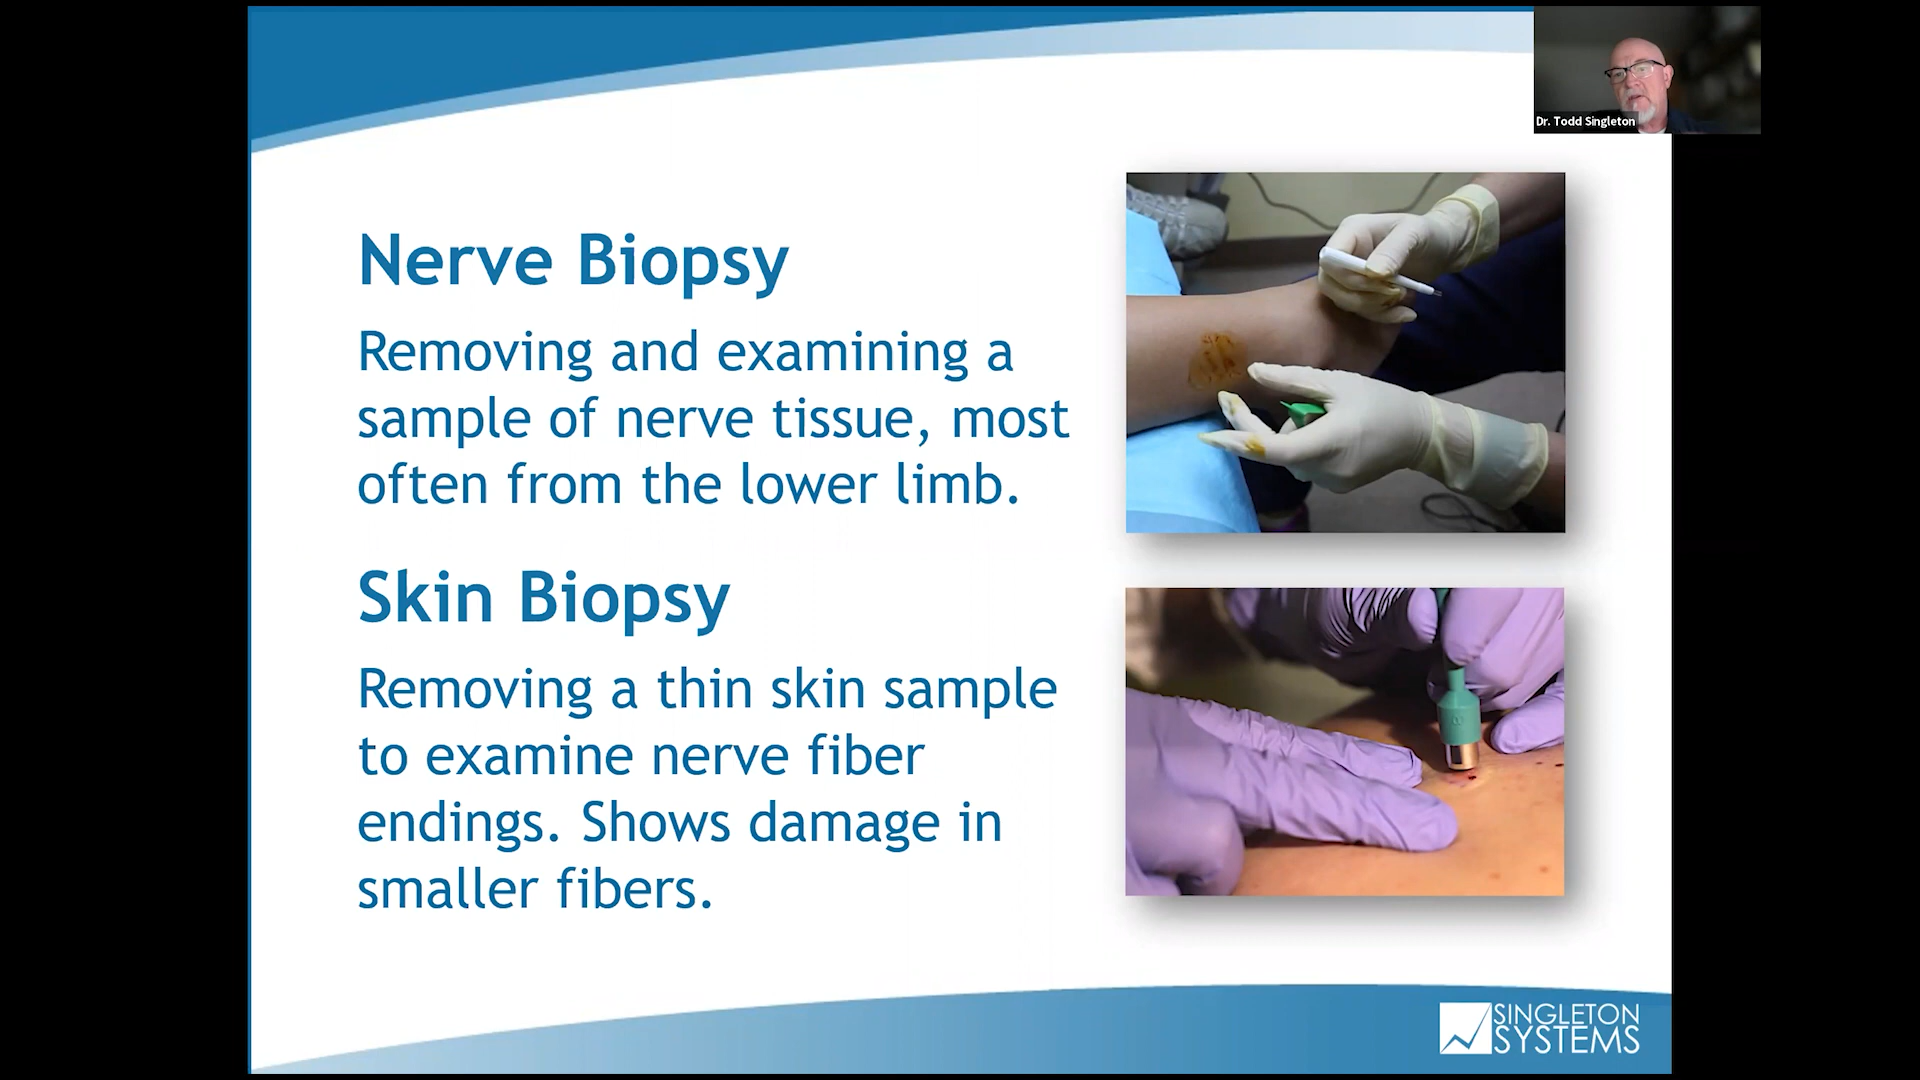 Dr. Todd Singleton
Nerve Biopsy
Removing and examining a
sample of nerve tissue, most
often from the lower limb.
Skin Biopsy
Removing a thin skin sample
to examine nerve fiber
endings. Shows damage in
smaller fibers.
SINGLETON
SYSTEMS